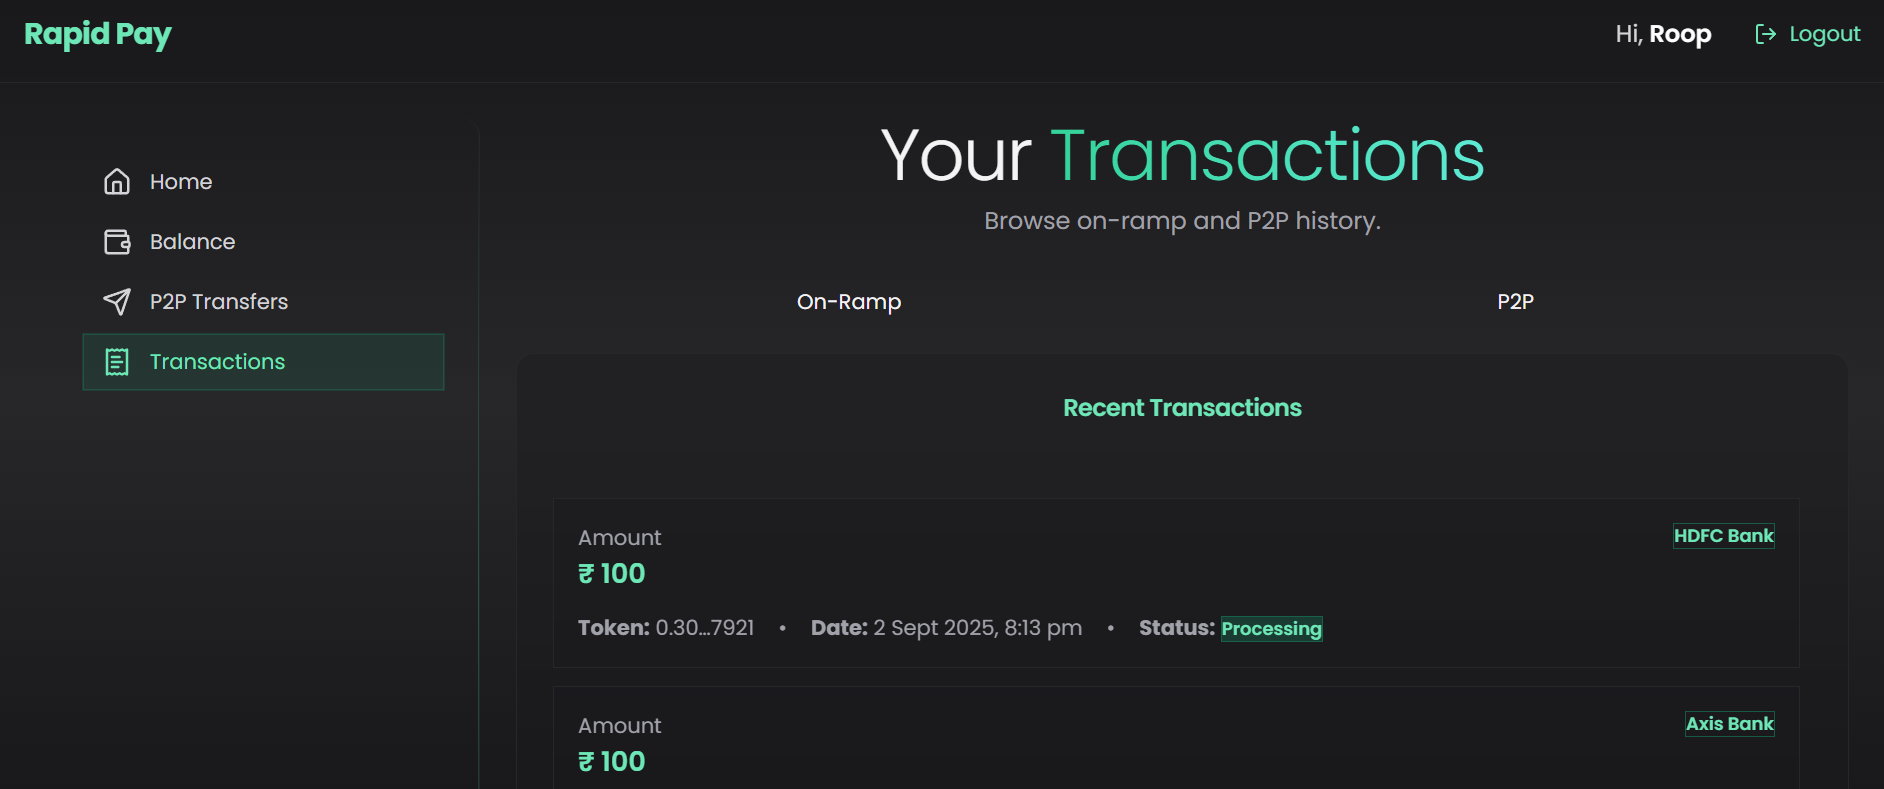 Rapid Pay
Hi, Roop
Logout
Home
Balance
P2P Transfers
Transactions
Your Transactions
Browse on-ramp and P2P history.
On-Ramp
P2P
Recent Transactions
Amount
HDFC Bank
₹ 100
Token: 0.30...7921 • Date: 2 Sept 2025, 8:13 pm • Status: Processing
Amount
Axis Bank
₹ 100